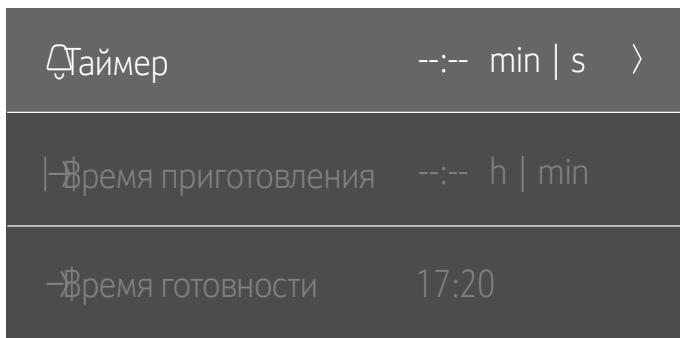 Таймер --:-- min | s
Время приготовления --:-- h | min
Время готовности 17:20